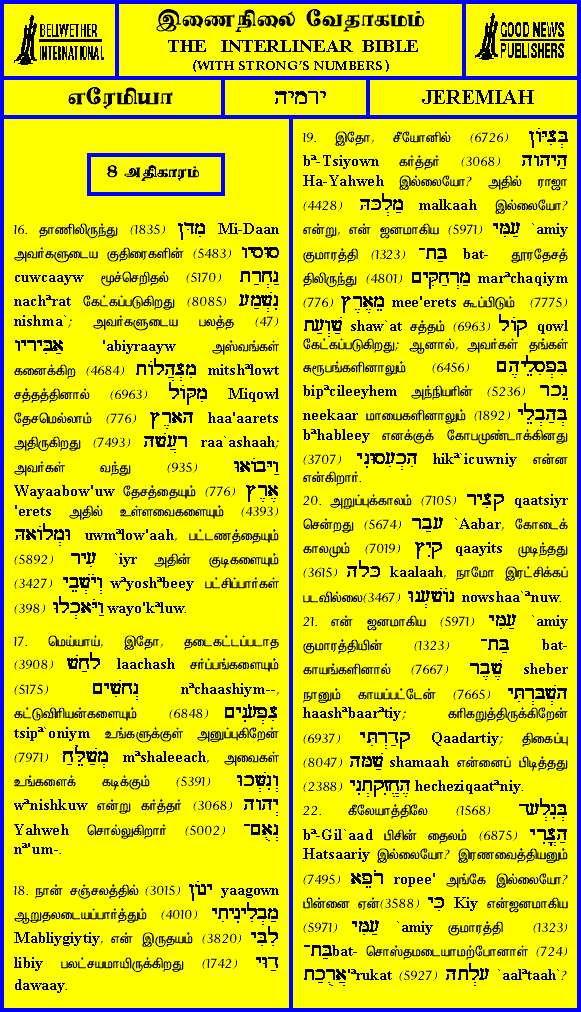 BELLWETHER
INTERNATIONAL
இணைநிலை வேதாகமம்
THE INTERLINEAR BIBLE
(WITH STRONG'S NUMBERS)
GOOD NEWS
PUBLISHERS
எரேமியா
ירמיה
JEREMIAH
8 அதிகாரம்
16. தாணிலிருந்து (1835) מִדָּן Mi-Daan
அவர்களுடைய குதிரைகளின் (5483) סוּסָיו
cuwcaayw மூச்செறிதல் (5170) נַחְרַת
nachªrat கேட்கப்படுகிறது (8085) נִשְׁמַע
nishma`; அவர்களுடைய பலத்த (47)
אַבִּירָיו 'abiyraayw அஸ்வங்கள்
கனைக்கிற (4684) מִצְהֲלוֹת mitshªlowt
சத்தத்தினால் (6963) מִקּוֹל Miqowl
தேசமெல்லாம் (776) הָאָרֶץ haa'aarets
அதிருகிறது (7493) רָעֲשָׁה raa`ashaah;
அவர்கள் வந்து (935) וַיָּבוֹאוּ
Wayaabow'uw தேசத்தையும் (776) אֶרֶץ
'erets அதில் உள்ளவைகளையும் (4393)
וּמְלוֹאָהּ uwmªlow'aah, பட்டணத்தையும்
(5892) עִיר `iyr அதின் குடிகளையும்
(3427) וְיֹשְׁבֵי wªyoshªbeey பட்சிப்பார்கள்
(398) וַיֹּאכְלוּ wayo'kªluw.
17. மெய்யாய், இதோ, தடைகட்டப்படாத
(3908) לָחַשׁ laachash சர்ப்பங்களையும்
(5175) נְחָשִׁים nªchaashiym--,
கட்டுவிரியன்களையும் (6848) צִפְעֹנִים
tsipª`oniym உங்களுக்குள் அனுப்புகிறேன்
(7971) מְשַׁלֵּחַ mªshaleeach, அவைகள்
உங்களைக் கடிக்கும் (5391) וְנִשְּׁכוּ
wªnishkuw என்று கர்த்தர் (3068) יְהוָה
Yahweh சொல்லுகிறார் (5002) נְאֻם־
nª'um-.
18. நான் சஞ்சலத்தில் (3015) יָגוֹן yaagown
ஆறுதலடையப்பார்த்தும் (4010) מַבְלִיגִיתִי
Mabliygiytiy, என் இருதயம் (3820) לִבִּי
libiy பலட்சயமாயிருக்கிறது (1742) דַוָּי
dawaay.
19. இதோ, சீயோனில் (6726) בְּצִיּוֹן
bª-Tsiyown கர்த்தர் (3068) הַיהוָה
Ha-Yahweh இல்லையோ? அதில் ராஜா
(4428) מַלְכָּהּ malkaah இல்லையோ?
என்று, என் ஜனமாகிய (5971) עַמִּי `amiy
குமாரத்தி (1323) בַּת־ bat- தூரதேசத்
திலிருந்து (4801) מַרְחַקִּים marªchaqiym
(776) מֵאֶרֶץ mee'erets கூப்பிடும் (7775)
שַׁוְעַת shaw`at சத்தம் (6963) קוֹל qowl
கேட்கப்படுகிறது; ஆனால், அவர்கள் தங்கள்
சுரூபங்களினாலும் (6456) בִּפְסִלֵיהֶם
bipªcileeyhem அந்நியரின் (5236) נֵכָר
neekaar மாயைகளினாலும் (1892) בְּהַבְלֵי
bªhableey எனக்குக் கோபமுண்டாக்கினது
(3707) הִכְעִסוּנִי hikª`icuwniy என்ன
என்கிறார்.
20. அறுப்புக்காலம் (7105) קָצִיר qaatsiyr
சென்றது (5674) עָבַר `Aabar, கோடைக்
காலமும் (7019) קָיִץ qaayits முடிந்தது
(3615) כָּלָה kaalaah, நாமோ இரட்சிக்கப்
படவில்லை(3467) נוֹשָׁעְנוּ nowshaa`ªnuw.
21. என் ஜனமாகிய (5971) עַמִּי `amiy
குமாரத்தியின் (1323) בַּת־ bat-
காயங்களினால் (7667) שֶׁבֶר sheber
நானும் காயப்பட்டேன் (7665) הָשְׁבָּרְתִּי
haashªbaarªtiy; கரிகறுத்திருக்கிறேன்
(6937) קָדַרְתִּי Qaadartiy; திகைப்பு
(8047) שַׁמָּה shamaah என்னைப் பிடித்தது
(2388) הֶחֱזִקָתְנִי hecheziqaatªniy.
22. கீலேயாத்திலே (1568) בְּגִלְעָד
bª-Gil`aad பிசின் தைலம் (6875) הַצֳרִי
Hatsaariy இல்லையோ? இரணவைத்தியனும்
(7495) רֹפֵא ropee' அங்கே இல்லையோ?
பின்னை ஏன்(3588) כִּי Kiy என்ஜனமாகிய
(5971) עַמִּי `amiy குமாரத்தி (1323)
בַּת־bat- சொஸ்தமடையாமற்போனாள் (724)
אֲרֻכַת'ªrukat (5927) עָלְתָה `aalªtaah`?